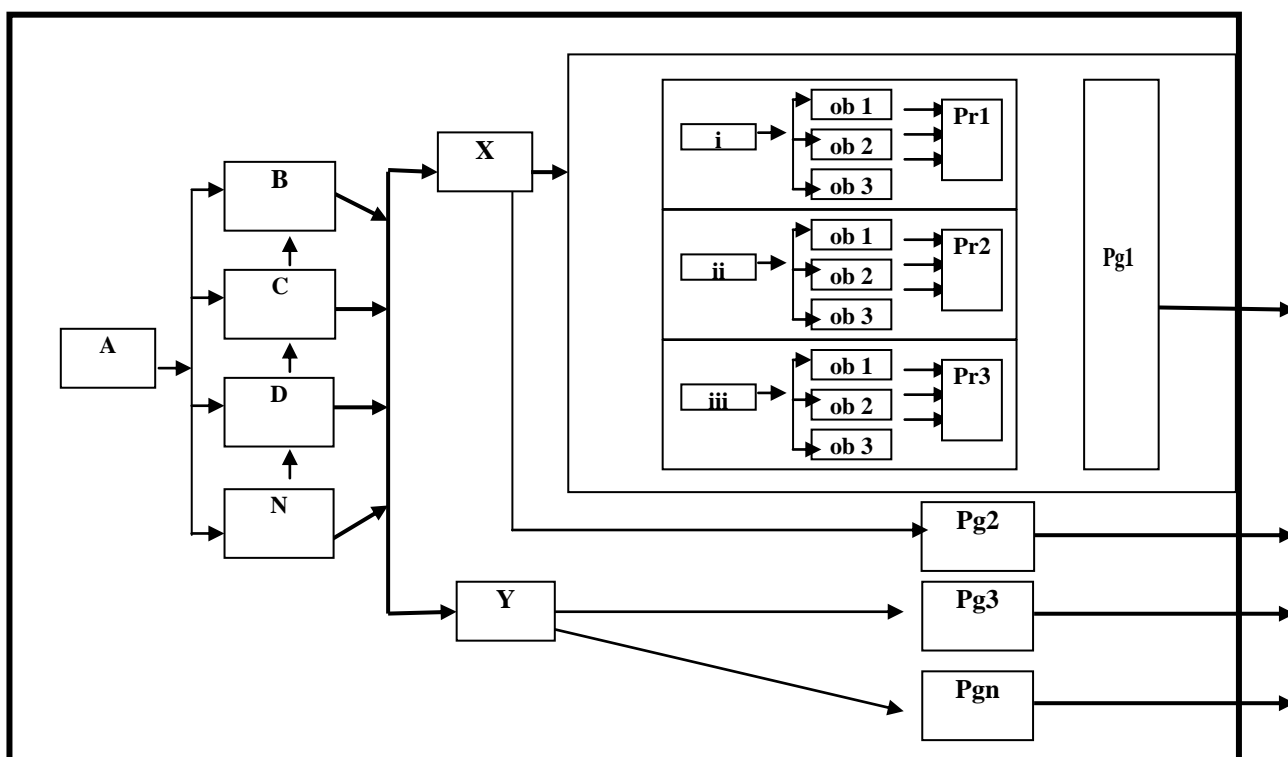 A
B
C
D
N
X
Y
i
ob 1
ob 2
ob 3
Pr1
ii
ob 1
ob 2
ob 3
Pr2
iii
ob 1
ob 2
ob 3
Pr3
Pg1
Pg2
Pg3
Pgn